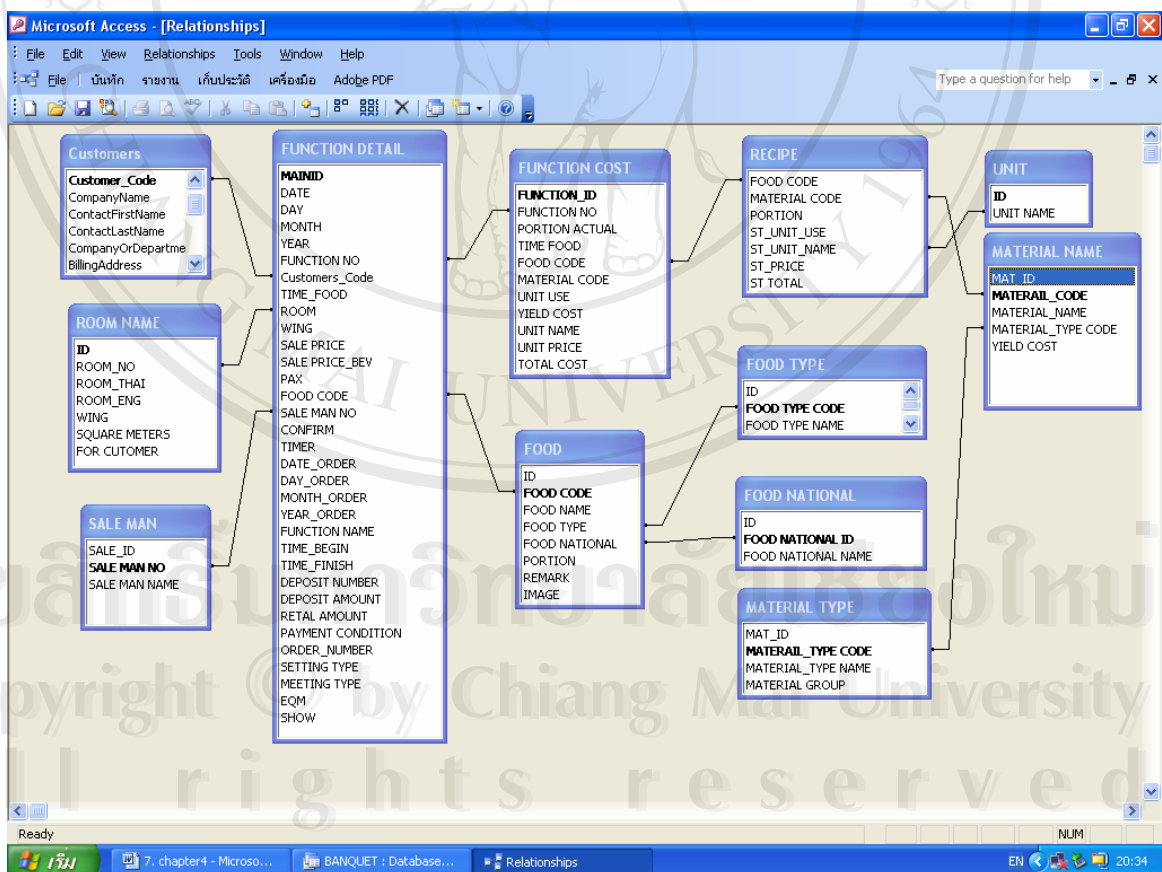 Microsoft Access - [Relationships]
File Edit View Relationships Tools Window Help
File บันทึก รายงาน เก็บประวัติ เครื่องมือ Adobe PDF
Type a question for help
Customers
Customer_Code
CompanyName
ContactFirstName
ContactLastName
CompanyOrDepartme
BillingAddress
ROOM NAME
ID
ROOM_NO
ROOM_THAI
ROOM_ENG
WING
SQUARE METERS
FOR CUTOMER
SALE MAN
SALE_ID
SALE MAN NO
SALE MAN NAME
FUNCTION DETAIL
MAINID
DATE
DAY
MONTH
YEAR
FUNCTION NO
Customers_Code
TIME_FOOD
ROOM
WING
SALE PRICE
SALE PRICE_BEV
PAX
FOOD CODE
SALE MAN NO
CONFIRM
TIMER
DATE_ORDER
DAY_ORDER
MONTH_ORDER
YEAR_ORDER
FUNCTION NAME
TIME_BEGIN
TIME_FINISH
DEPOSIT NUMBER
DEPOSIT AMOUNT
RETAL AMOUNT
PAYMENT CONDITION
ORDER_NUMBER
SETTING TYPE
MEETING TYPE
EQM
SHOW
FUNCTION COST
FUNCTION_ID
FUNCTION NO
PORTION ACTUAL
TIME FOOD
FOOD CODE
MATERIAL CODE
UNIT USE
YIELD COST
UNIT NAME
UNIT PRICE
TOTAL COST
FOOD
ID
FOOD CODE
FOOD NAME
FOOD TYPE
FOOD NATIONAL
PORTION
REMARK
IMAGE
RECIPE
FOOD CODE
MATERIAL CODE
PORTION
ST_UNIT_USE
ST_UNIT_NAME
ST_PRICE
ST TOTAL
FOOD TYPE
ID
FOOD TYPE CODE
FOOD TYPE NAME
FOOD NATIONAL
ID
FOOD NATIONAL ID
FOOD NATIONAL NAME
MATERIAL TYPE
MAT_ID
MATERAIL_TYPE CODE
MATERIAL_TYPE NAME
MATERIAL GROUP
UNIT
ID
UNIT NAME
MATERIAL NAME
MAT_ID
MATERAIL_CODE
MATERIAL_NAME
MATERIAL_TYPE CODE
YIELD COST
1964
MAI UNIVERSITY
by Chiang Mai University
All rights reserved
Ready
NUM
เริ่ม
7. chapter4 - Microso...
BANQUET : Database...
Relationships
EN
20:34